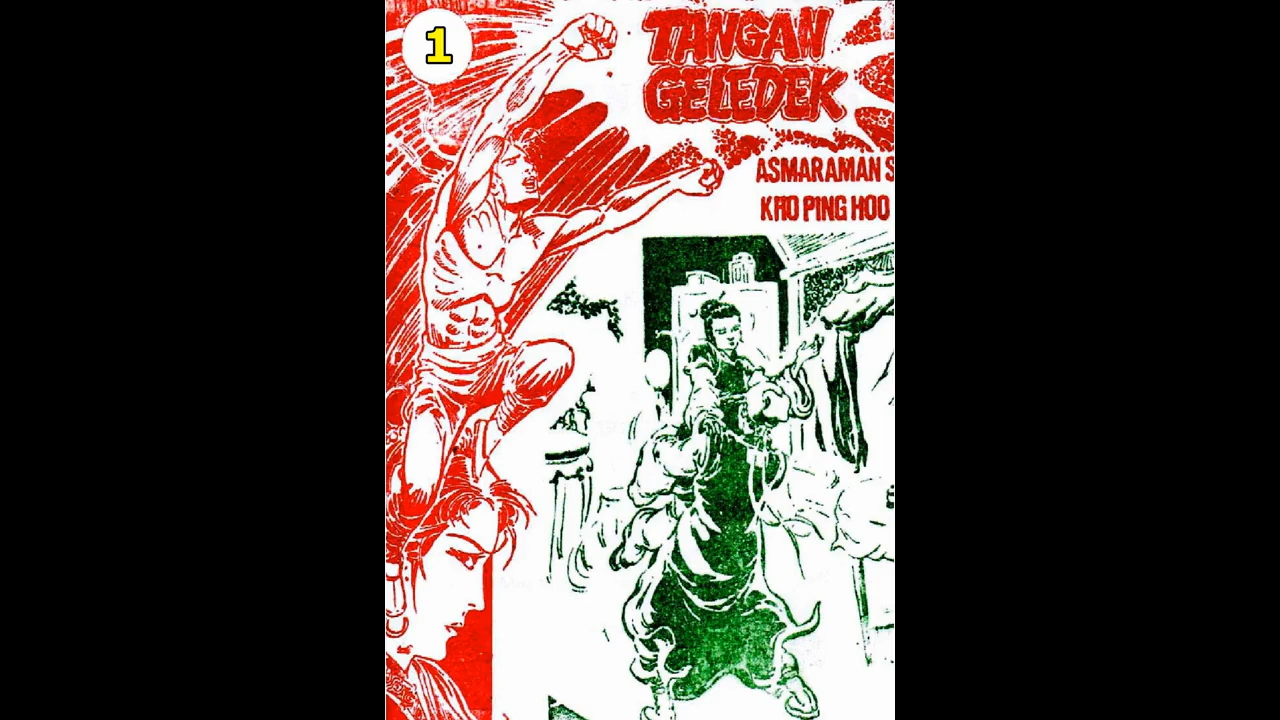 1
TANGAN
GELEDEK
ASMARAMAN S
KHO PING HOO